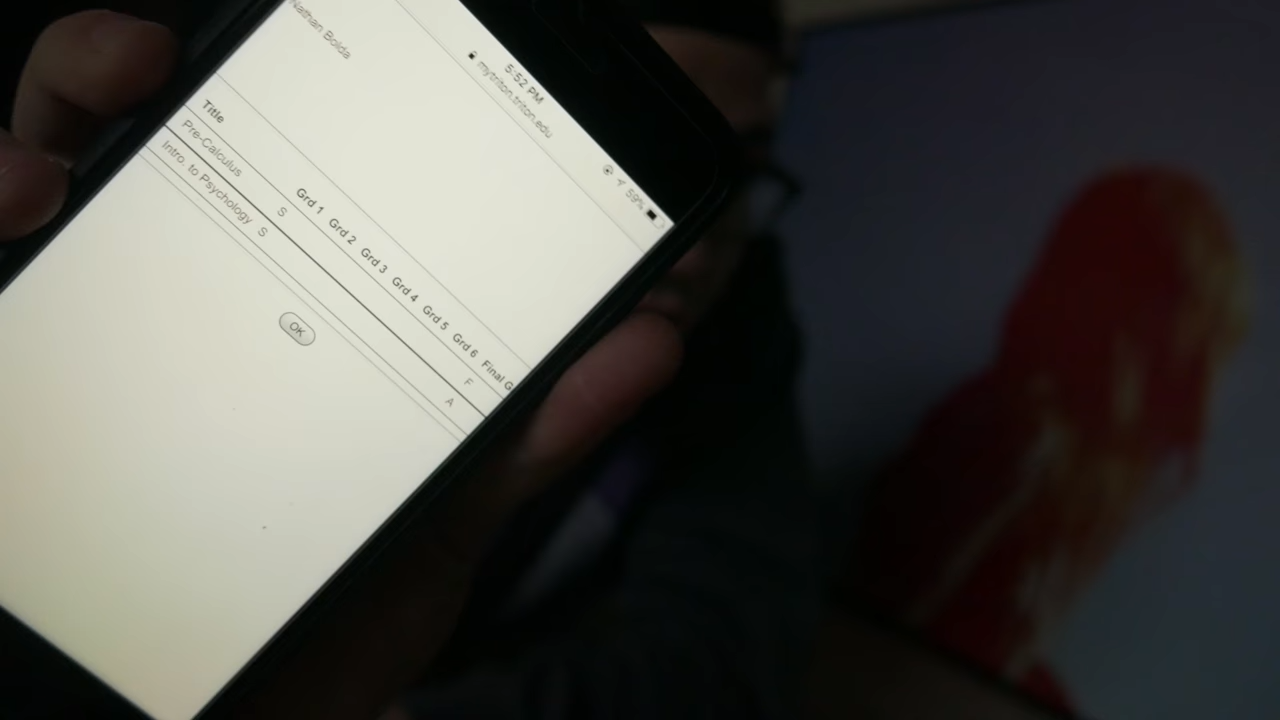 5:52 PM
59%
mytriton.triton.edu
Nathan Bolda
Title Grd 1 Grd 2 Grd 3 Grd 4 Grd 5 Grd 6 Final G
Pre-Calculus S F
Intro. to Psychology S A
OK